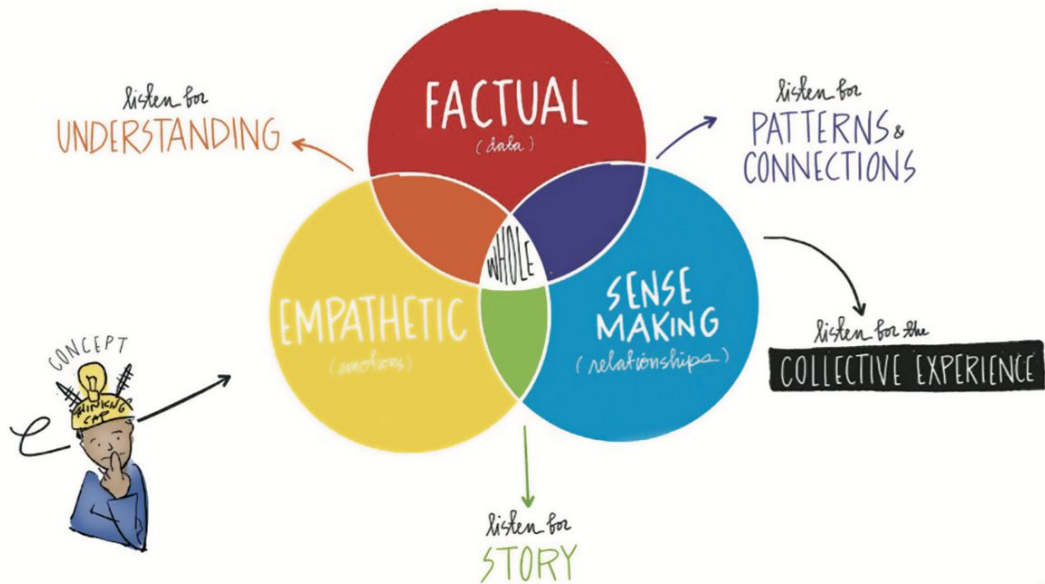 listen for
UNDERSTANDING
FACTUAL
(data)
listen for
PATTERNS &
CONNECTIONS
WHOLE
EMPATHETIC
(emotions)
SENSE
MAKING
(relationships)
listen for the
COLLECTIVE EXPERIENCE
CONCEPT
THINKING
CAP
listen for
STORY